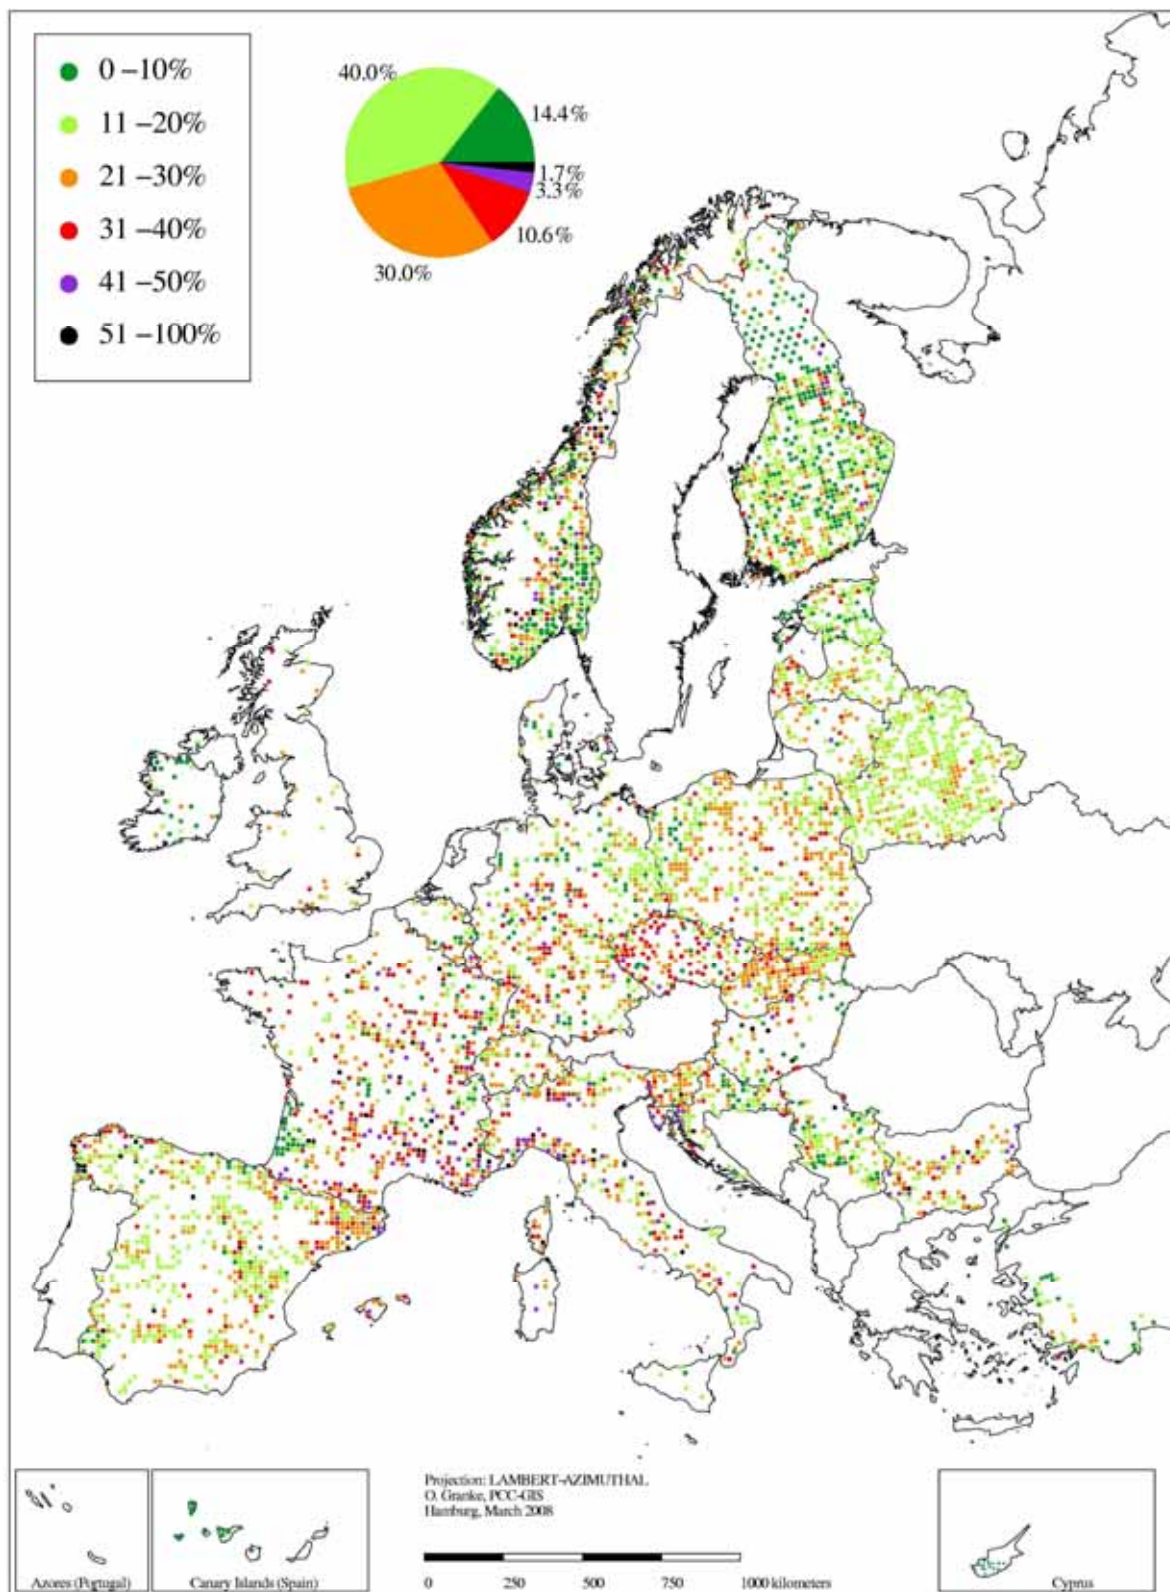 0 –10%
11 –20%
21 –30%
31 –40%
41 –50%
51 –100%
40.0%
14.4%
1.7%
3.3%
10.6%
30.0%
Projection: LAMBERT-AZIMUTHAL
O. Granke, PCC-GIS
Hamburg, March 2008
Azores (Portugal)
Canary Islands (Spain)
0 250 500 750 1000 kilometers
Cyprus